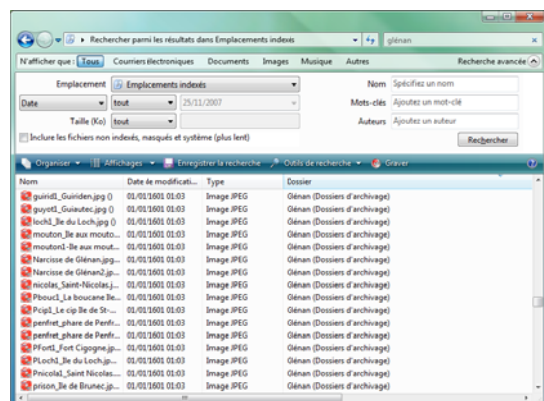 Rechercher parmi les résultats dans Emplacements indexés
glénan
N'afficher que : Tous Courriers électroniques Documents Images Musique Autres Recherche avancée
Emplacement Emplacements indexés Nom Spécifiez un nom
Date tout 25/11/2007 Mots-clés Ajoutez un mot-clé
Taille (Ko) tout Auteurs Ajoutez un auteur
Inclure les fichiers non indexés, masqués et système (plus lent) Rechercher
Organiser Affichages Enregistrer la recherche Outils de recherche Graver
Nom Date de modificati... Type Dossier
guirid1_Guiriden.jpg () 01/01/1601 01:03 Image JPEG Glénan (Dossiers d'archivage)
guyot1_Guiautec.jpg () 01/01/1601 01:03 Image JPEG Glénan (Dossiers d'archivage)
loch1_Ile du Loch.jpg () 01/01/1601 01:03 Image JPEG Glénan (Dossiers d'archivage)
mouton_Ile aux mouto... 01/01/1601 01:03 Image JPEG Glénan (Dossiers d'archivage)
mouton1-Ile aux mout... 01/01/1601 01:03 Image JPEG Glénan (Dossiers d'archivage)
Narcisse de Glénan.jpg... 01/01/1601 01:03 Image JPEG Glénan (Dossiers d'archivage)
Narcisse de Glénan2.jp... 01/01/1601 01:03 Image JPEG Glénan (Dossiers d'archivage)
nicolas_Saint-Nicolas.j... 01/01/1601 01:03 Image JPEG Glénan (Dossiers d'archivage)
Pbouc1_La boucane Ile... 01/01/1601 01:03 Image JPEG Glénan (Dossiers d'archivage)
Pcip1_Le cip Ile de St-... 01/01/1601 01:03 Image JPEG Glénan (Dossiers d'archivage)
penfret_phare de Penfr... 01/01/1601 01:03 Image JPEG Glénan (Dossiers d'archivage)
penfret_phare de Penfr... 01/01/1601 01:03 Image JPEG Glénan (Dossiers d'archivage)
PFort1_Fort Cigogne.jp... 01/01/1601 01:03 Image JPEG Glénan (Dossiers d'archivage)
PLoch1_Ile du Loch.jp... 01/01/1601 01:03 Image JPEG Glénan (Dossiers d'archivage)
Pnicola1_Saint Nicolas.... 01/01/1601 01:03 Image JPEG Glénan (Dossiers d'archivage)
prison_Ile de Brunec.jp... 01/01/1601 01:03 Image JPEG Glénan (Dossiers d'archivage)